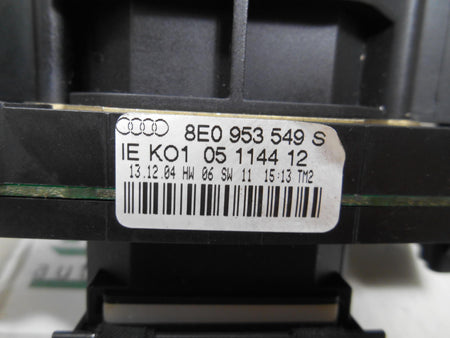 8E0 953 549 S
IE KO1 05 1144 12
13.12.04 HW 06 SW 11 15:13 TM2